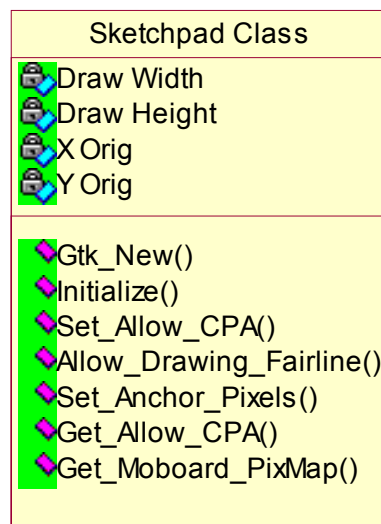 Sketchpad Class
Draw Width
Draw Height
X Orig
Y Orig
Gtk_New()
Initialize()
Set_Allow_CPA()
Allow_Drawing_Fairline()
Set_Anchor_Pixels()
Get_Allow_CPA()
Get_Moboard_PixMap()